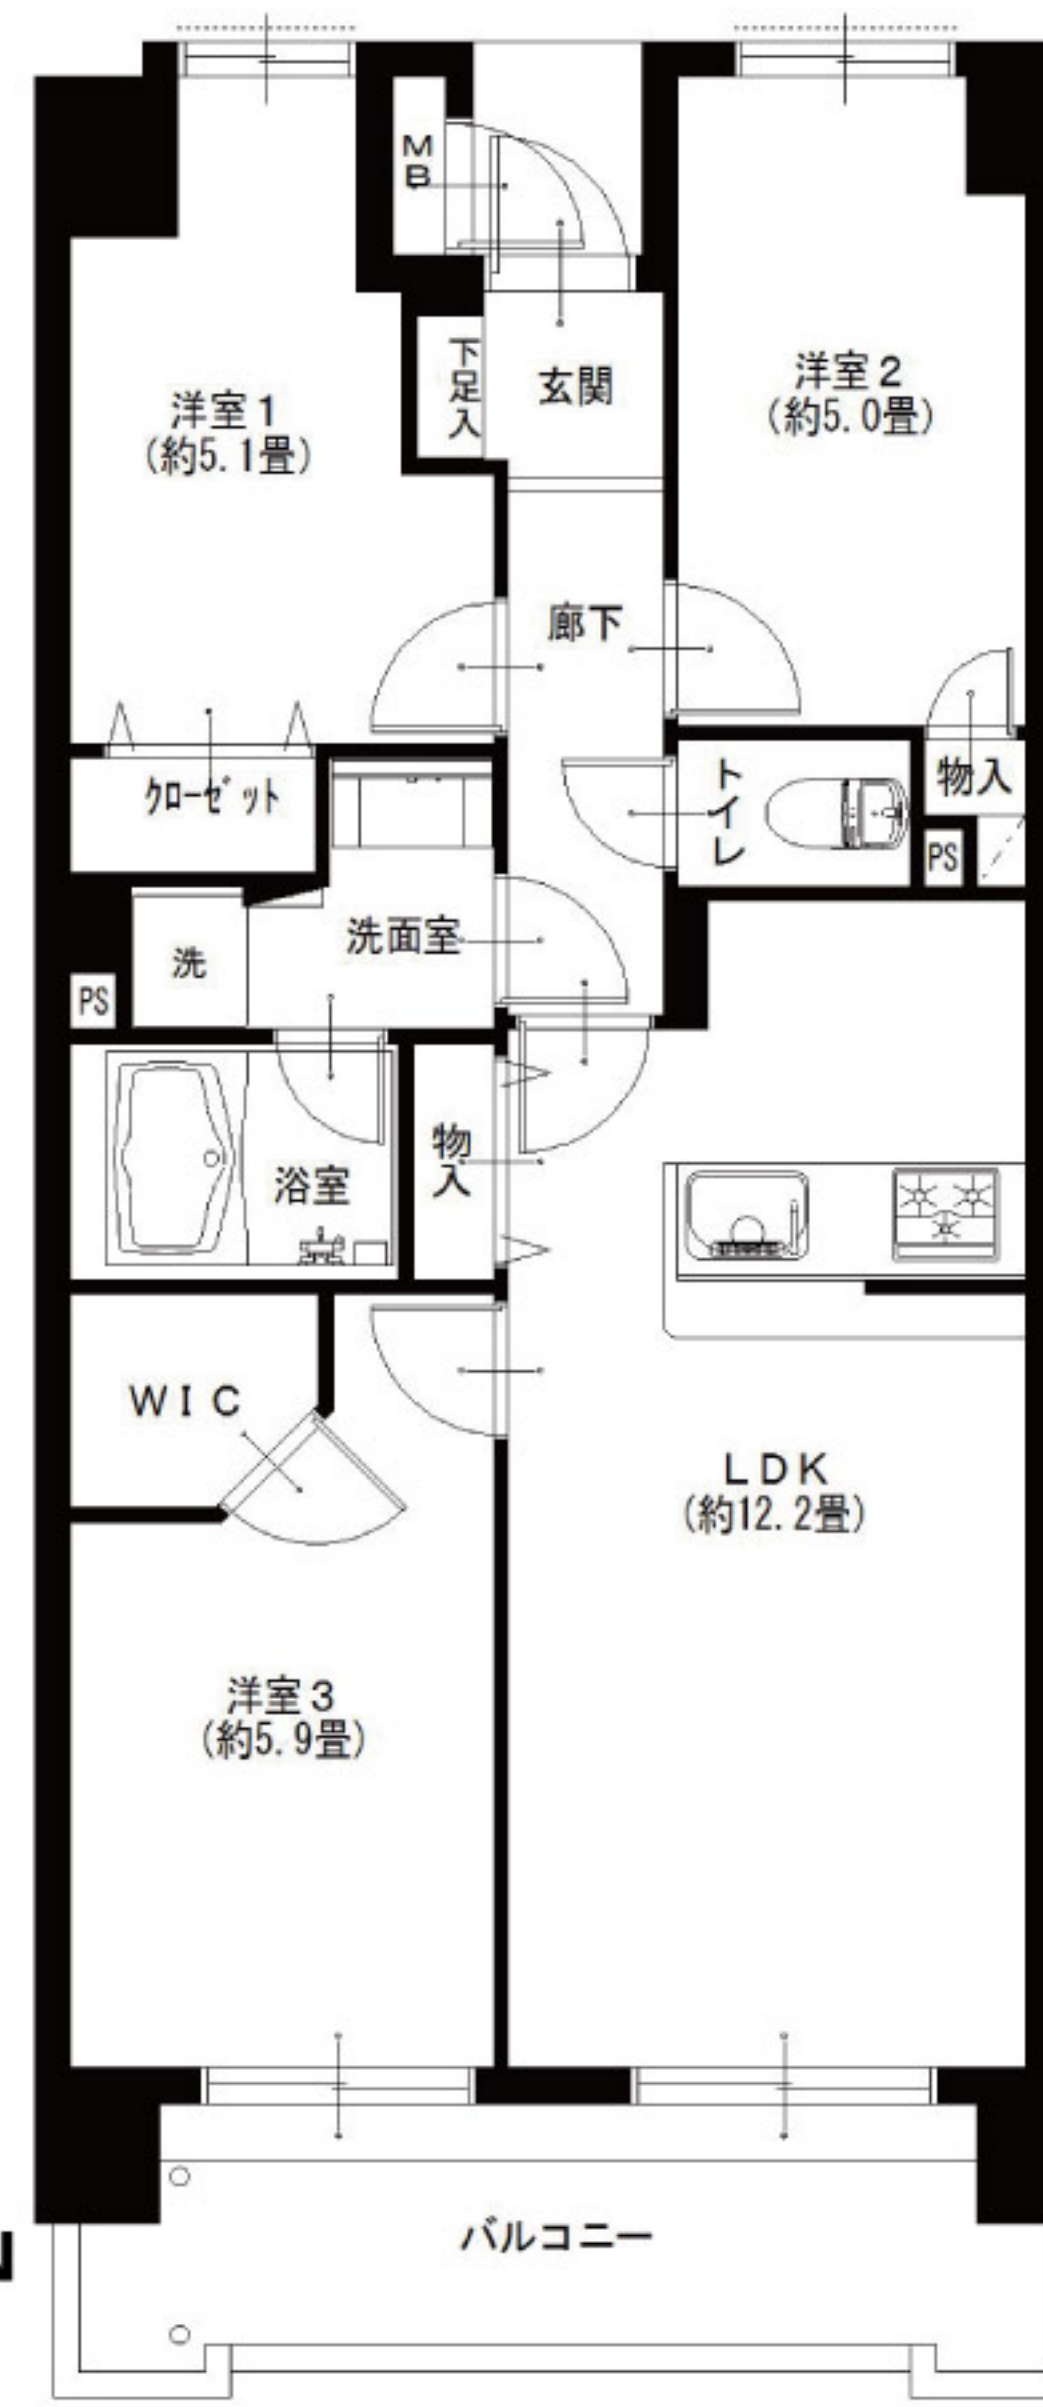 MB
下足入
玄関
洋室1
(約5.1畳)
洋室2
(約5.0畳)
廊下
クローゼット
トイレ
物入
PS
洗面室
洗
PS
浴室
物入
WIC
LDK
(約12.2畳)
洋室3
(約5.9畳)
バルコニー